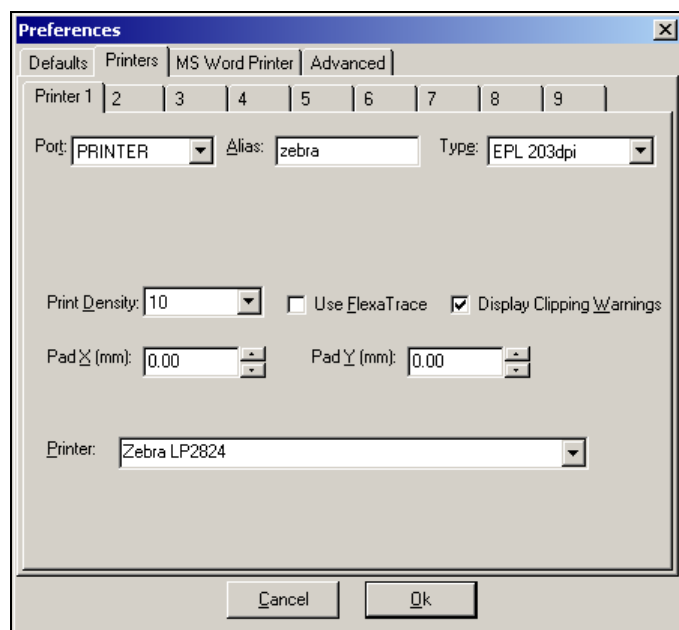 Preferences
Defaults Printers MS Word Printer Advanced
Printer 1 2 3 4 5 6 7 8 9
Port: PRINTER Alias: zebra Type: EPL 203dpi
Print Density: 10 Use FlexaTrace Display Clipping Warnings
Pad X (mm): 0.00 Pad Y (mm): 0.00
Printer: Zebra LP2824
Cancel Ok